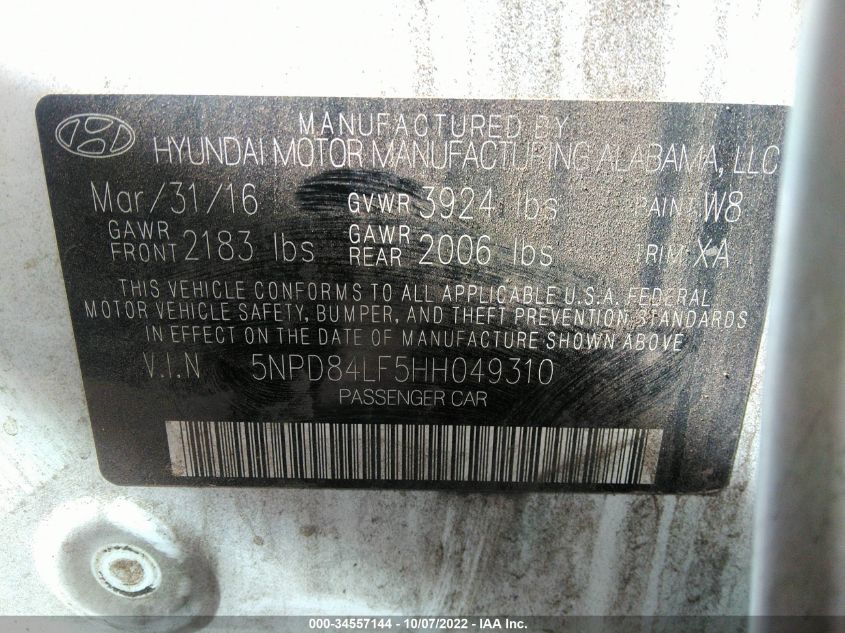 MANUFACTURED BY
HYUNDAI MOTOR MANUFACTURING ALABAMA, LLC
Mar/31/16 GVWR 3924 lbs PAINT:W8
GAWR FRONT 2183 lbs GAWR REAR 2006 lbs TRIM:XA
THIS VEHICLE CONFORMS TO ALL APPLICABLE U.S.A. FEDERAL
MOTOR VEHICLE SAFETY, BUMPER, AND THEFT PREVENTION STANDARDS
IN EFFECT ON THE DATE OF MANUFACTURE SHOWN ABOVE
V.I.N 5NPD84LF5HH049310
PASSENGER CAR
000-34557144 - 10/07/2022 - IAA Inc.